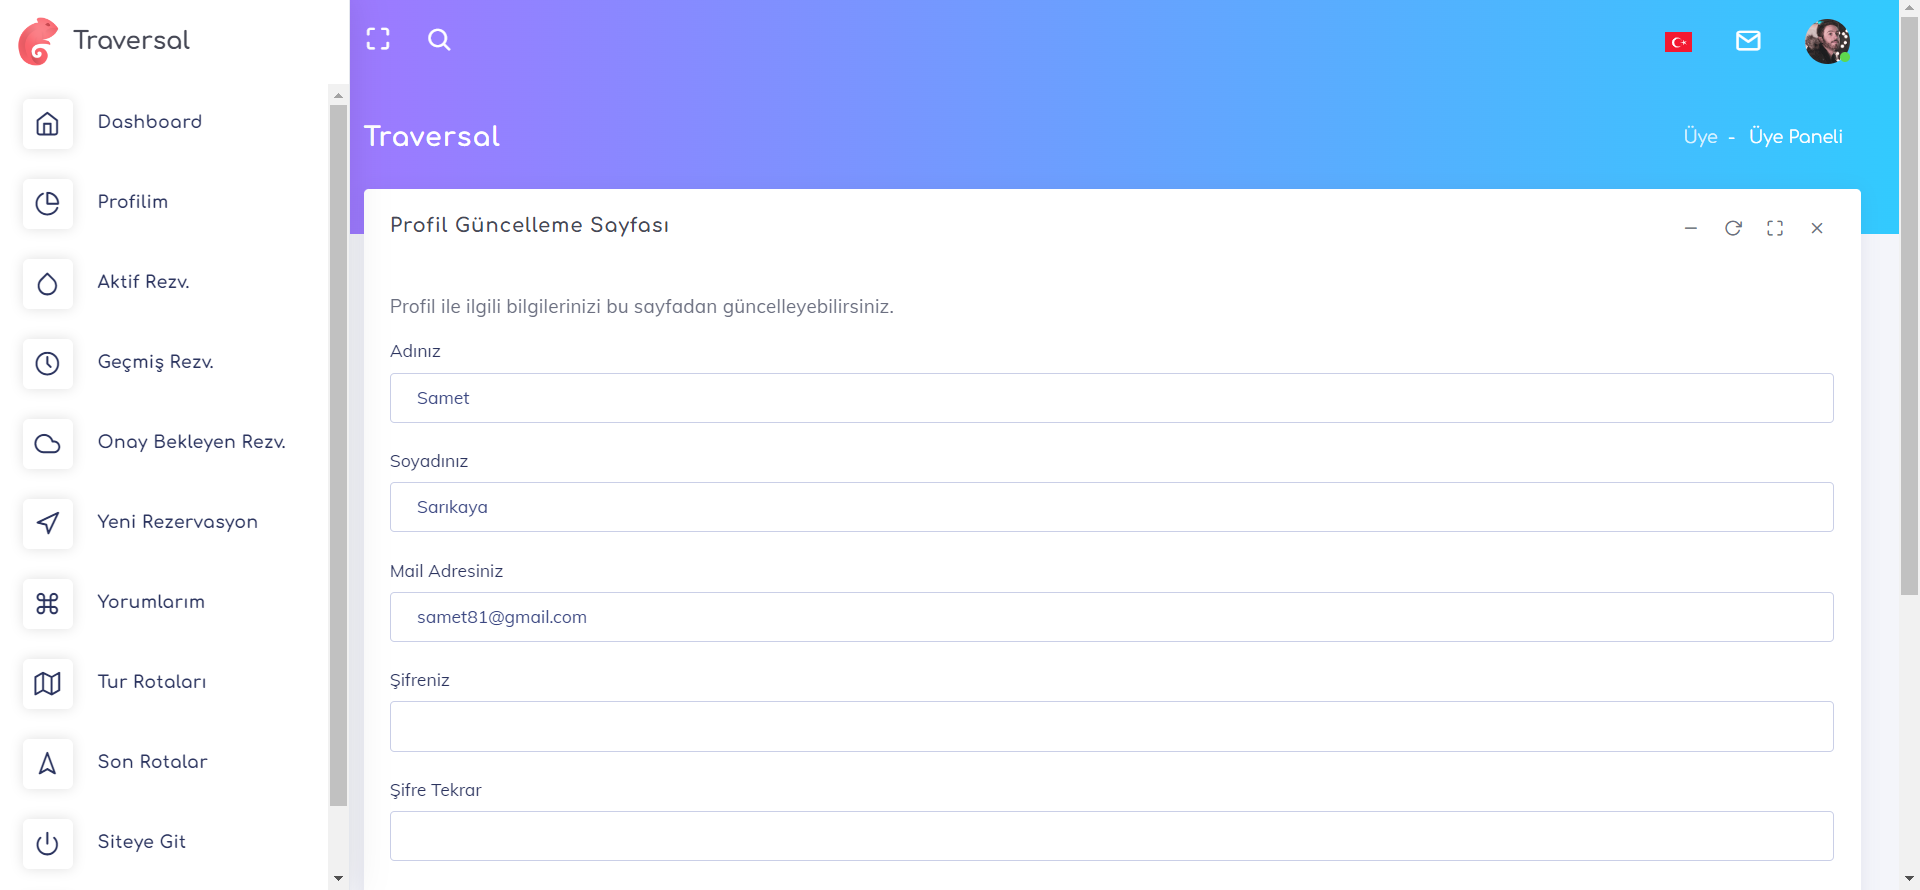 Traversal
Dashboard
Profilim
Aktif Rezv.
Geçmiş Rezv.
Onay Bekleyen Rezv.
Yeni Rezervasyon
Yorumlarım
Tur Rotaları
Son Rotalar
Siteye Git
Traversal
Üye - Üye Paneli
Profil Güncelleme Sayfası
Profil ile ilgili bilgilerinizi bu sayfadan güncelleyebilirsiniz.
Adınız
Samet
Soyadınız
Sarıkaya
Mail Adresiniz
samet81@gmail.com
Şifreniz
Şifre Tekrar